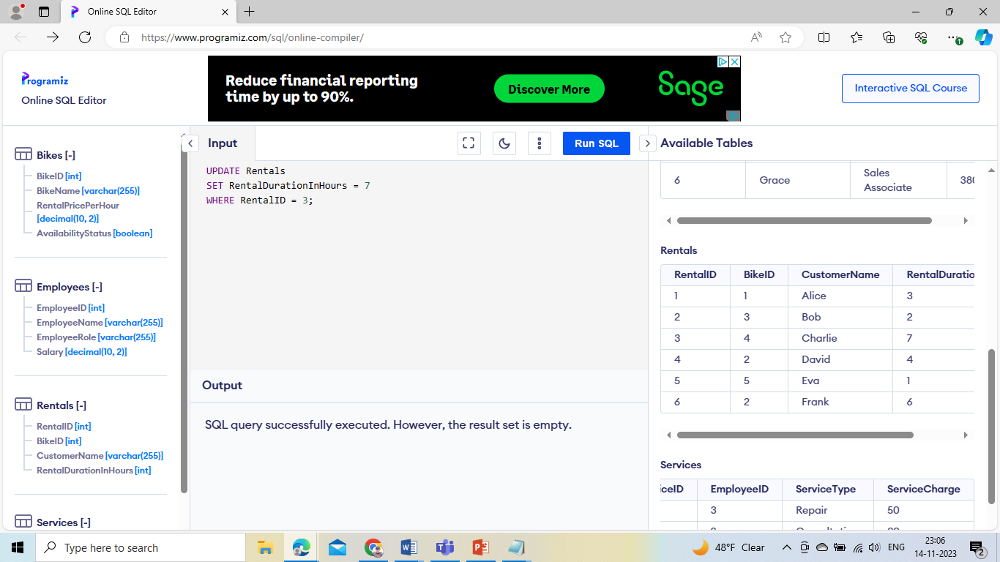 Online SQL Editor
https://www.programiz.com/sql/online-compiler/
Programiz
Online SQL Editor
Reduce financial reporting
time by up to 90%.
Discover More
Sage
Interactive SQL Course
Bikes [-]
BikeID [int]
BikeName [varchar(255)]
RentalPricePerHour
[decimal(10, 2)]
AvailabilityStatus [boolean]
Employees [-]
EmployeeID [int]
EmployeeName [varchar(255)]
EmployeeRole [varchar(255)]
Salary [decimal(10, 2)]
Rentals [-]
RentalID [int]
BikeID [int]
CustomerName [varchar(255)]
RentalDurationInHours [int]
Services [-]
Input
Run SQL
UPDATE Rentals
SET RentalDurationInHours = 7
WHERE RentalID = 3;
Output
SQL query successfully executed. However, the result set is empty.
Available Tables
6 Grace Sales Associate 380
Rentals
RentalID BikeID CustomerName RentalDuratio
1 1 Alice 3
2 3 Bob 2
3 4 Charlie 7
4 2 David 4
5 5 Eva 1
6 2 Frank 6
Services
iceID EmployeeID ServiceType ServiceCharge
3 Repair 50
Type here to search
48°F Clear
ENG
23:06
14-11-2023
2